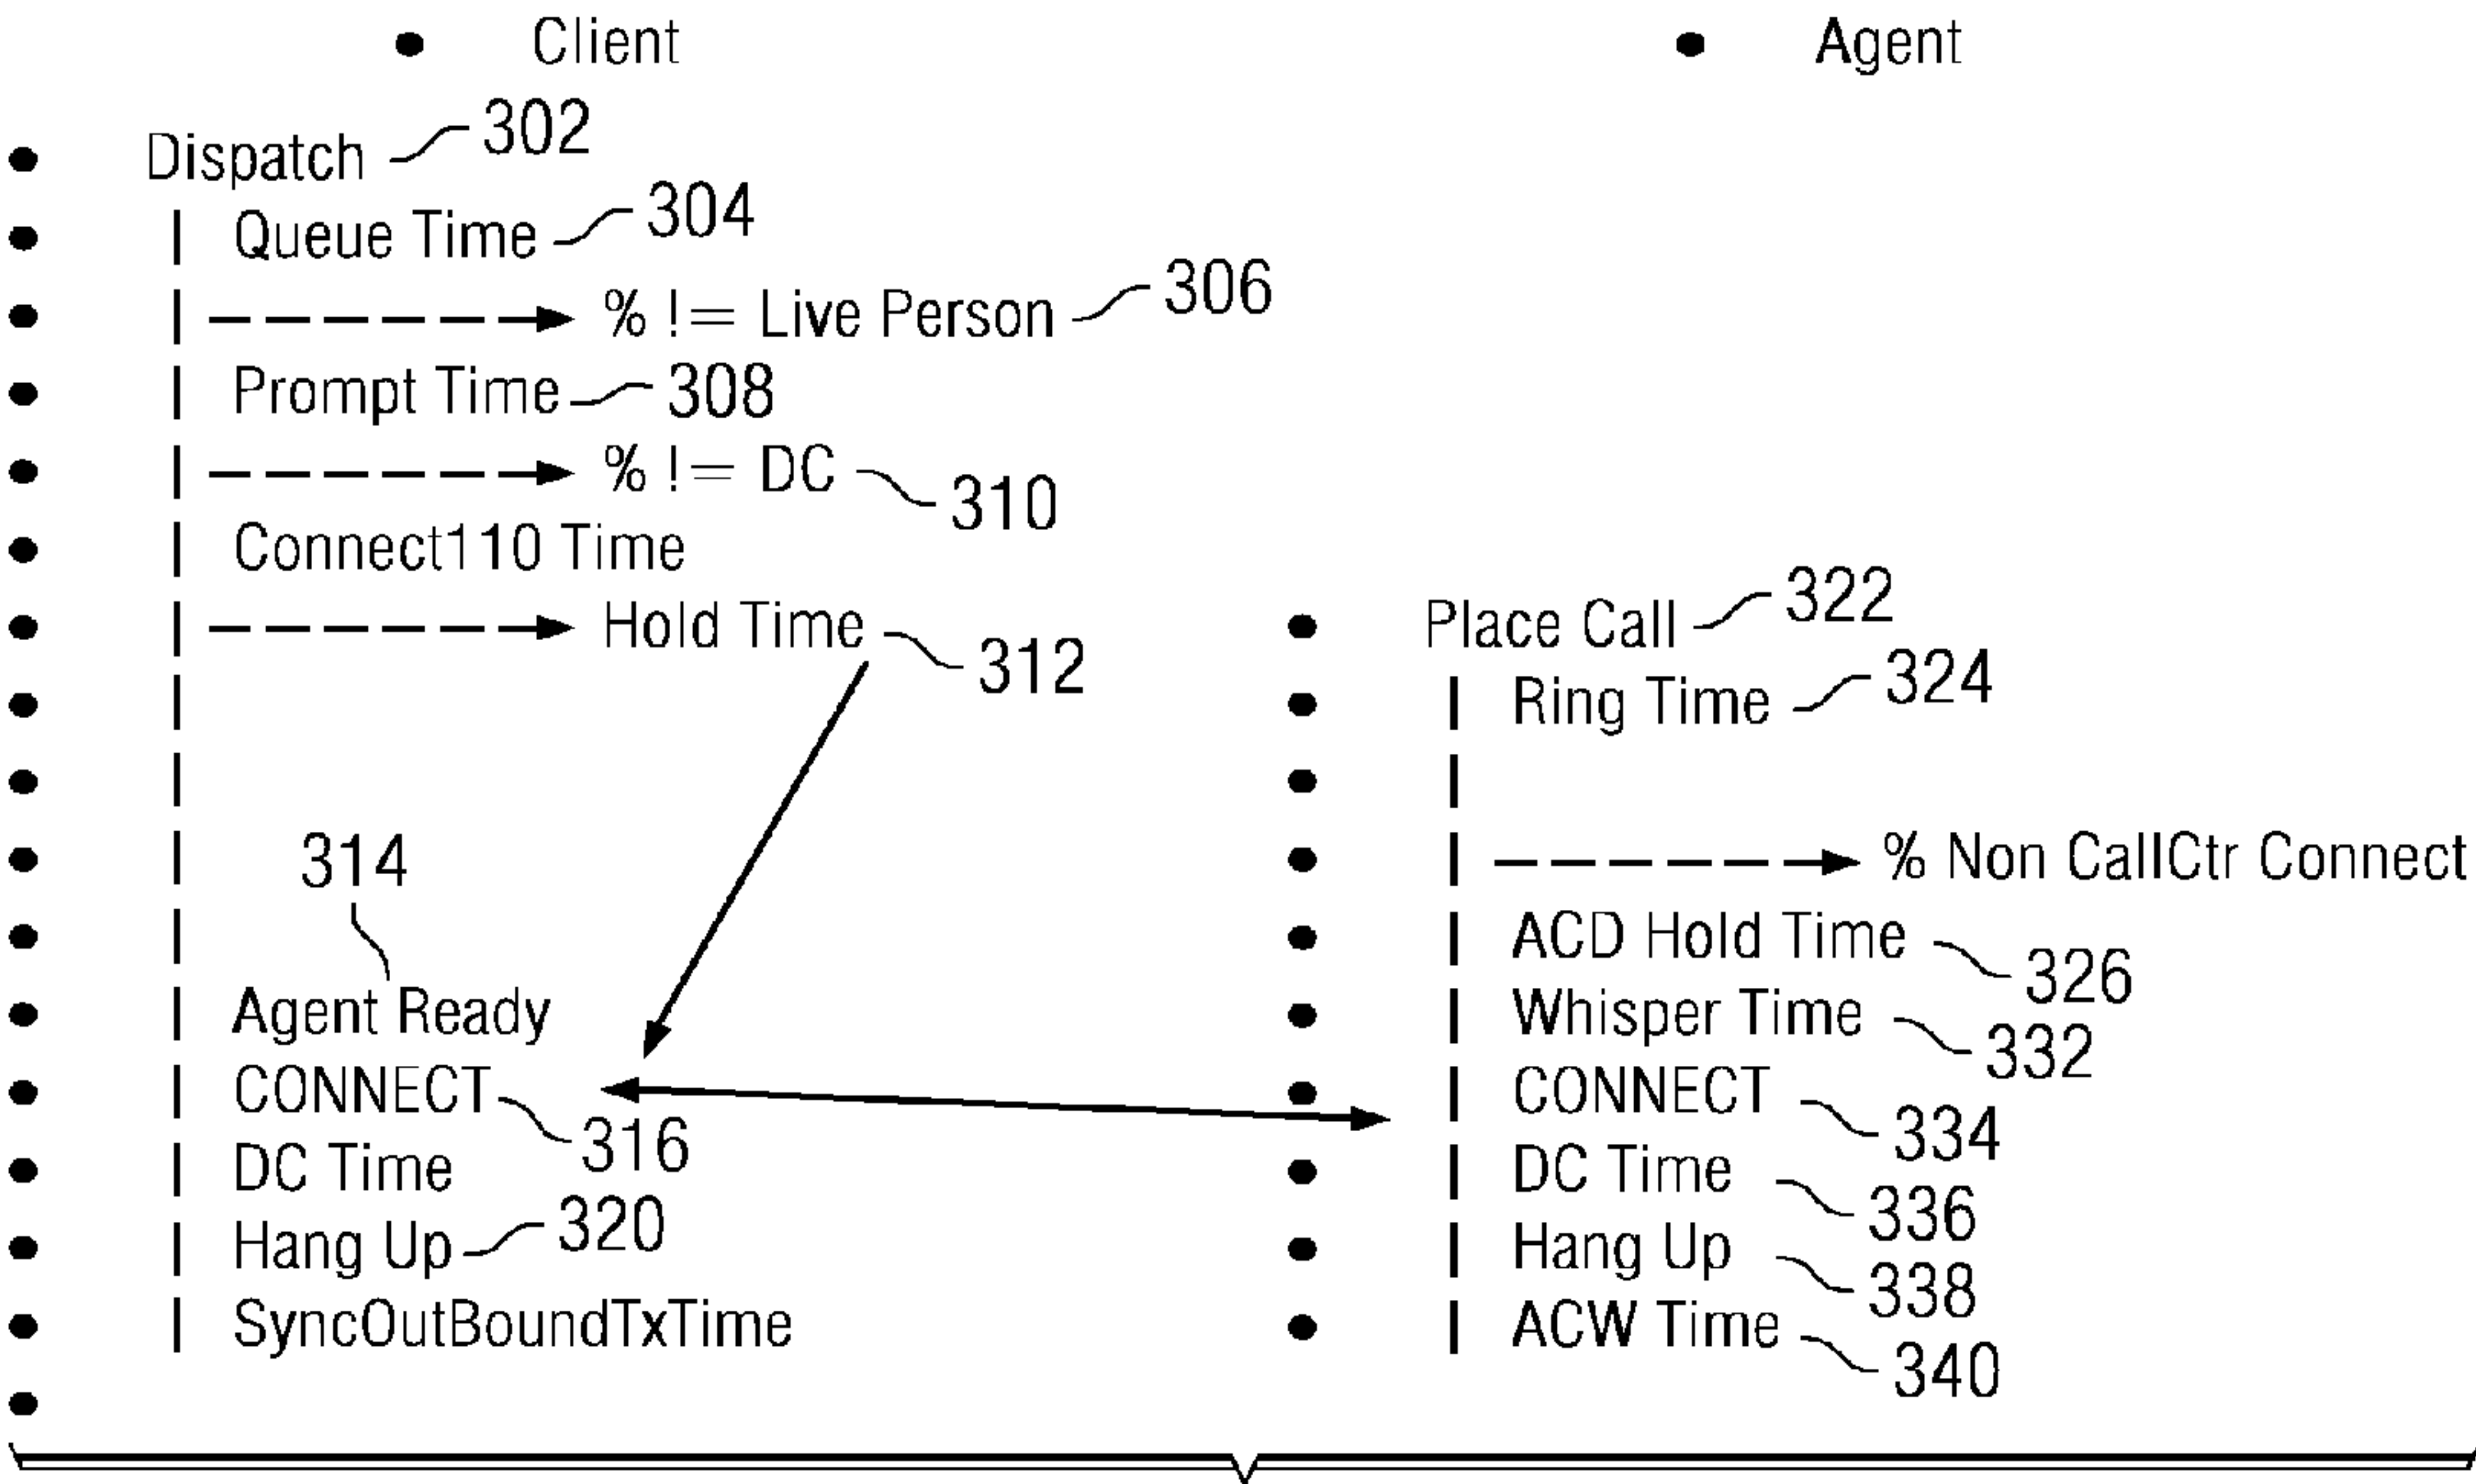 Client
Dispatch 302
Queue Time 304
% != Live Person 306
Prompt Time 308
% != DC 310
Connect110 Time
Hold Time 312
314
Agent Ready
CONNECT 316
DC Time
Hang Up 320
SyncOutBoundTxTime
Agent
Place Call 322
Ring Time 324
% Non CallCtr Connect
ACD Hold Time 326
Whisper Time 332
CONNECT 334
DC Time 336
Hang Up 338
ACW Time 340